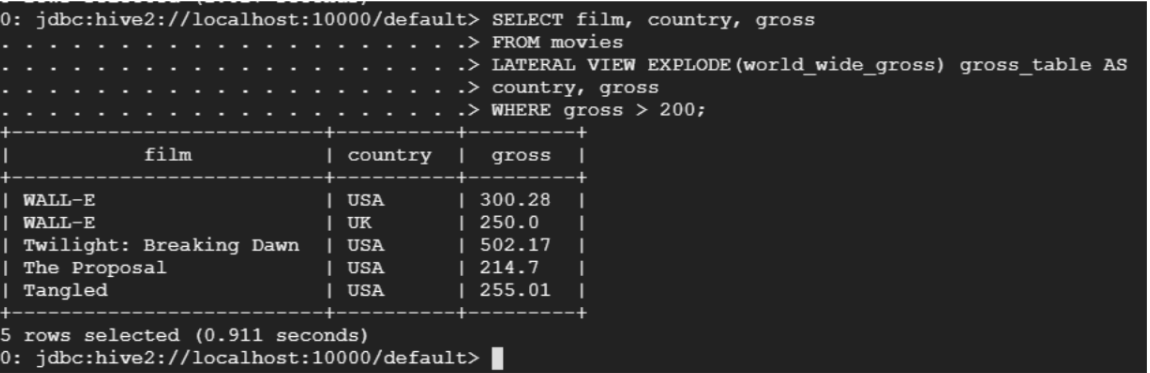 0: jdbc:hive2://localhost:10000/default> SELECT film, country, gross
. . . . . . . . . . . . . . . . . . . .> FROM movies
. . . . . . . . . . . . . . . . . . . .> LATERAL VIEW EXPLODE(world_wide_gross) gross_table AS
. . . . . . . . . . . . . . . . . . . .> country, gross
. . . . . . . . . . . . . . . . . . . .> WHERE gross > 200;
+---------------------------+----------+---------+
| film | country | gross |
+---------------------------+----------+---------+
| WALL-E | USA | 300.28 |
| WALL-E | UK | 250.0 |
| Twilight: Breaking Dawn | USA | 502.17 |
| The Proposal | USA | 214.7 |
| Tangled | USA | 255.01 |
+---------------------------+----------+---------+
5 rows selected (0.911 seconds)
0: jdbc:hive2://localhost:10000/default>